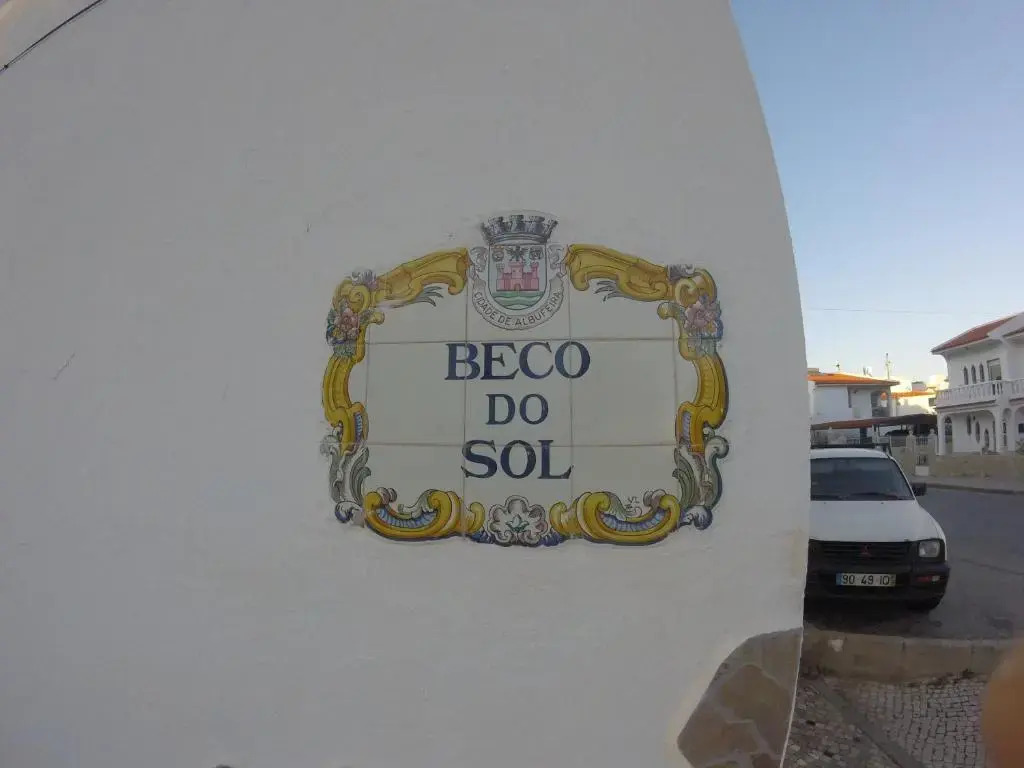 CIDADE DE ALBUFEIRA
BECO
DO
SOL
90 49 IO